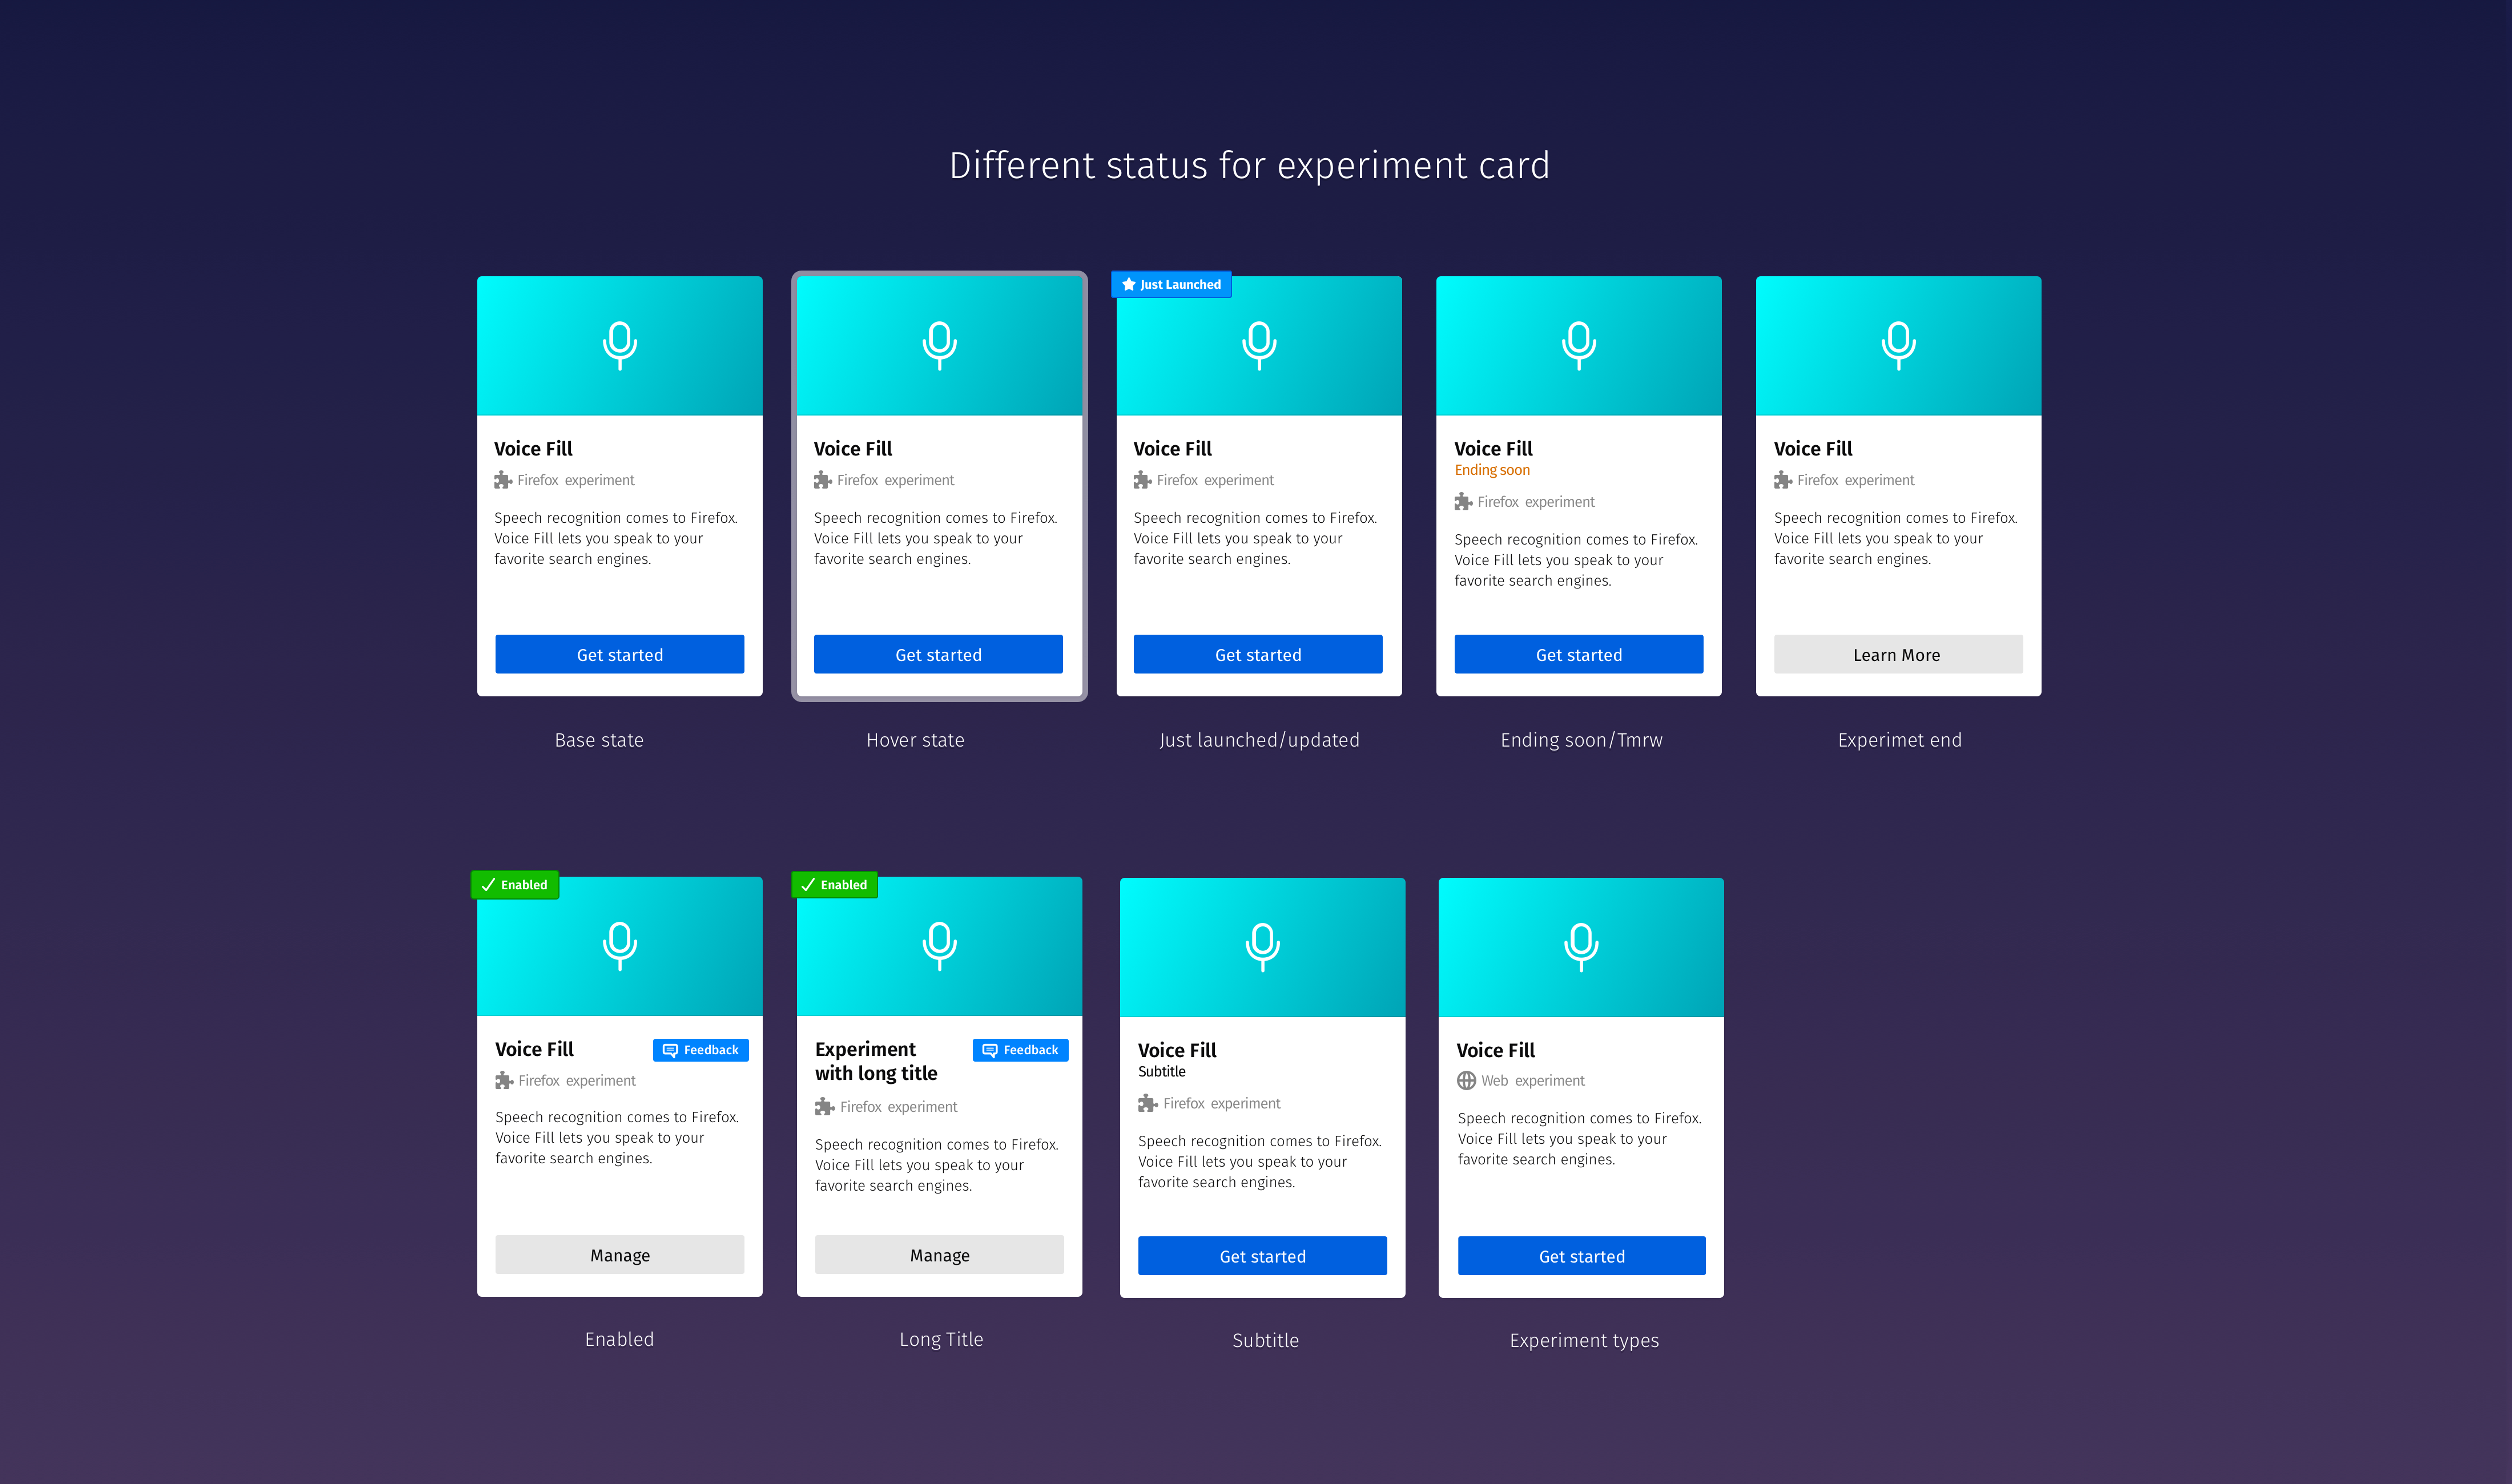 Different status for experiment card
Voice Fill
Firefox experiment
Speech recognition comes to Firefox.
Voice Fill lets you speak to your
favorite search engines.
Get started
Base state
Voice Fill
Firefox experiment
Speech recognition comes to Firefox.
Voice Fill lets you speak to your
favorite search engines.
Get started
Hover state
Just Launched
Voice Fill
Firefox experiment
Speech recognition comes to Firefox.
Voice Fill lets you speak to your
favorite search engines.
Get started
Just launched/updated
Voice Fill
Ending soon
Firefox experiment
Speech recognition comes to Firefox.
Voice Fill lets you speak to your
favorite search engines.
Get started
Ending soon/Tmrw
Voice Fill
Firefox experiment
Speech recognition comes to Firefox.
Voice Fill lets you speak to your
favorite search engines.
Learn More
Experimet end
Enabled
Voice Fill
Feedback
Firefox experiment
Speech recognition comes to Firefox.
Voice Fill lets you speak to your
favorite search engines.
Manage
Enabled
Enabled
Experiment
with long title
Feedback
Firefox experiment
Speech recognition comes to Firefox.
Voice Fill lets you speak to your
favorite search engines.
Manage
Long Title
Voice Fill
Subtitle
Firefox experiment
Speech recognition comes to Firefox.
Voice Fill lets you speak to your
favorite search engines.
Get started
Subtitle
Voice Fill
Web experiment
Speech recognition comes to Firefox.
Voice Fill lets you speak to your
favorite search engines.
Get started
Experiment types